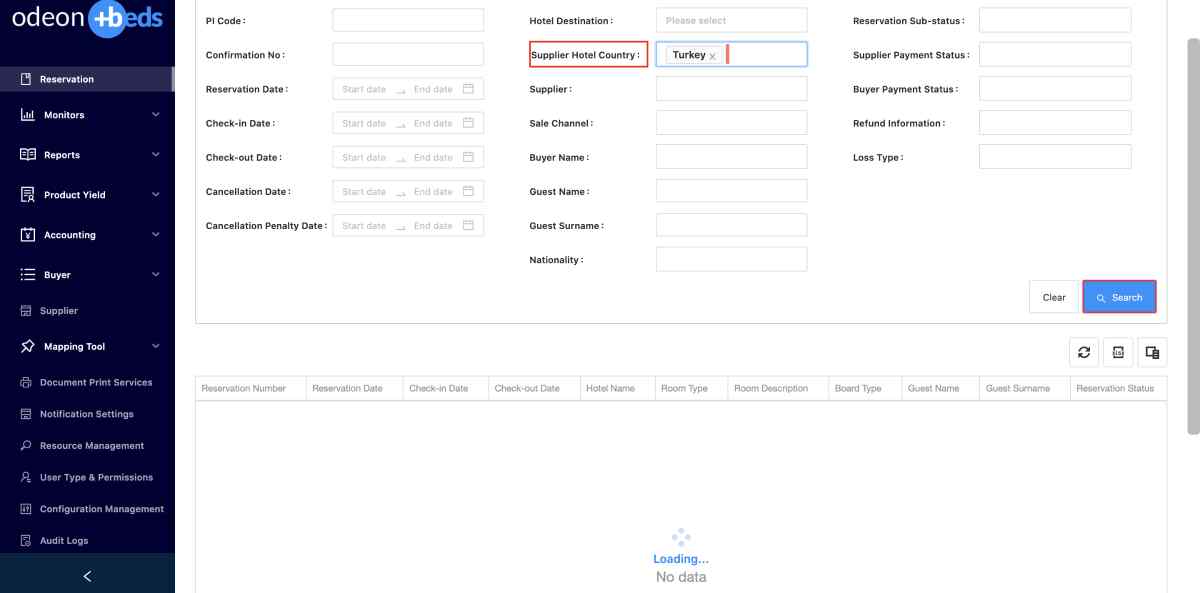 odeon +beds
Reservation
Monitors
Reports
Product Yield
Accounting
Buyer
Supplier
Mapping Tool
Document Print Services
Notification Settings
Resource Management
User Type & Permissions
Configuration Management
Audit Logs
PI Code :
Confirmation No :
Reservation Date : Start date End date
Check-in Date : Start date End date
Check-out Date : Start date End date
Cancellation Date : Start date End date
Cancellation Penalty Date : Start date End date
Hotel Destination : Please select
Supplier Hotel Country : Turkey
Supplier :
Sale Channel :
Buyer Name :
Guest Name :
Guest Surname :
Nationality :
Reservation Sub-status :
Supplier Payment Status :
Buyer Payment Status :
Refund Information :
Loss Type :
Clear Search
Reservation Number Reservation Date Check-in Date Check-out Date Hotel Name Room Type Room Description Board Type Guest Name Guest Surname Reservation Status
Loading...
No data